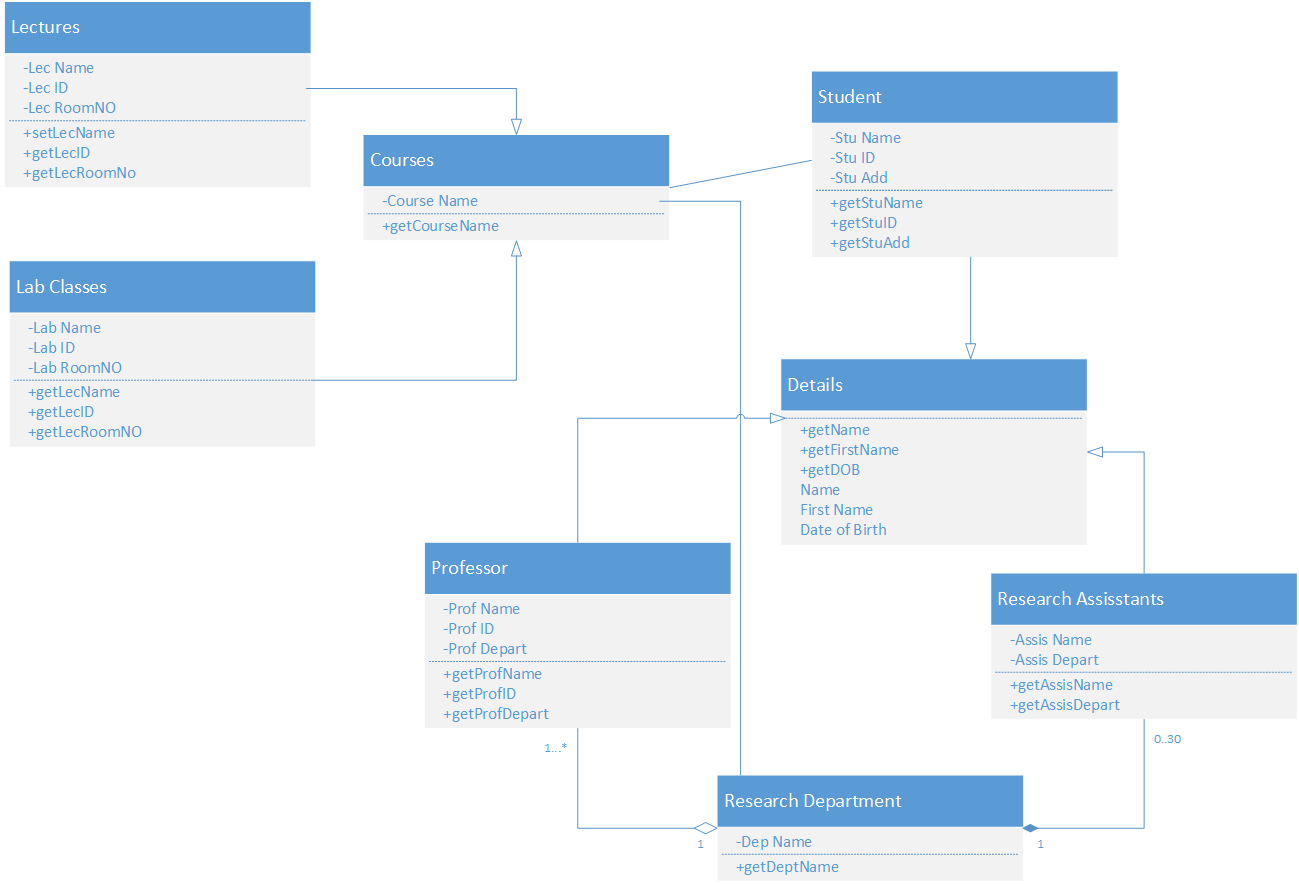 Lectures
-Lec Name
-Lec ID
-Lec RoomNO
+setLecName
+getLecID
+getLecRoomNo
Student
-Stu Name
-Stu ID
-Stu Add
+getStuName
+getStuID
+getStuAdd
Courses
-Course Name
+getCourseName
Lab Classes
-Lab Name
-Lab ID
-Lab RoomNO
+getLecName
+getLecID
+getLecRoomNO
Details
+getName
+getFirstName
+getDOB
Name
First Name
Date of Birth
Professor
-Prof Name
-Prof ID
-Prof Depart
+getProfName
+getProfID
+getProfDepart
Research Assisstants
-Assis Name
-Assis Depart
+getAssisName
+getAssisDepart
1...*
0..30
Research Department
-Dep Name
+getDeptName
1
1